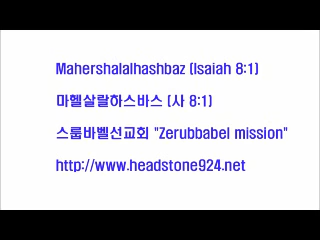 Mahershalalhashbaz (Isaiah 8:1)
마헬살랄하스바스 (사 8:1)
스룹바벨선교회 "Zerubbabel mission"
http://www.headstone924.net